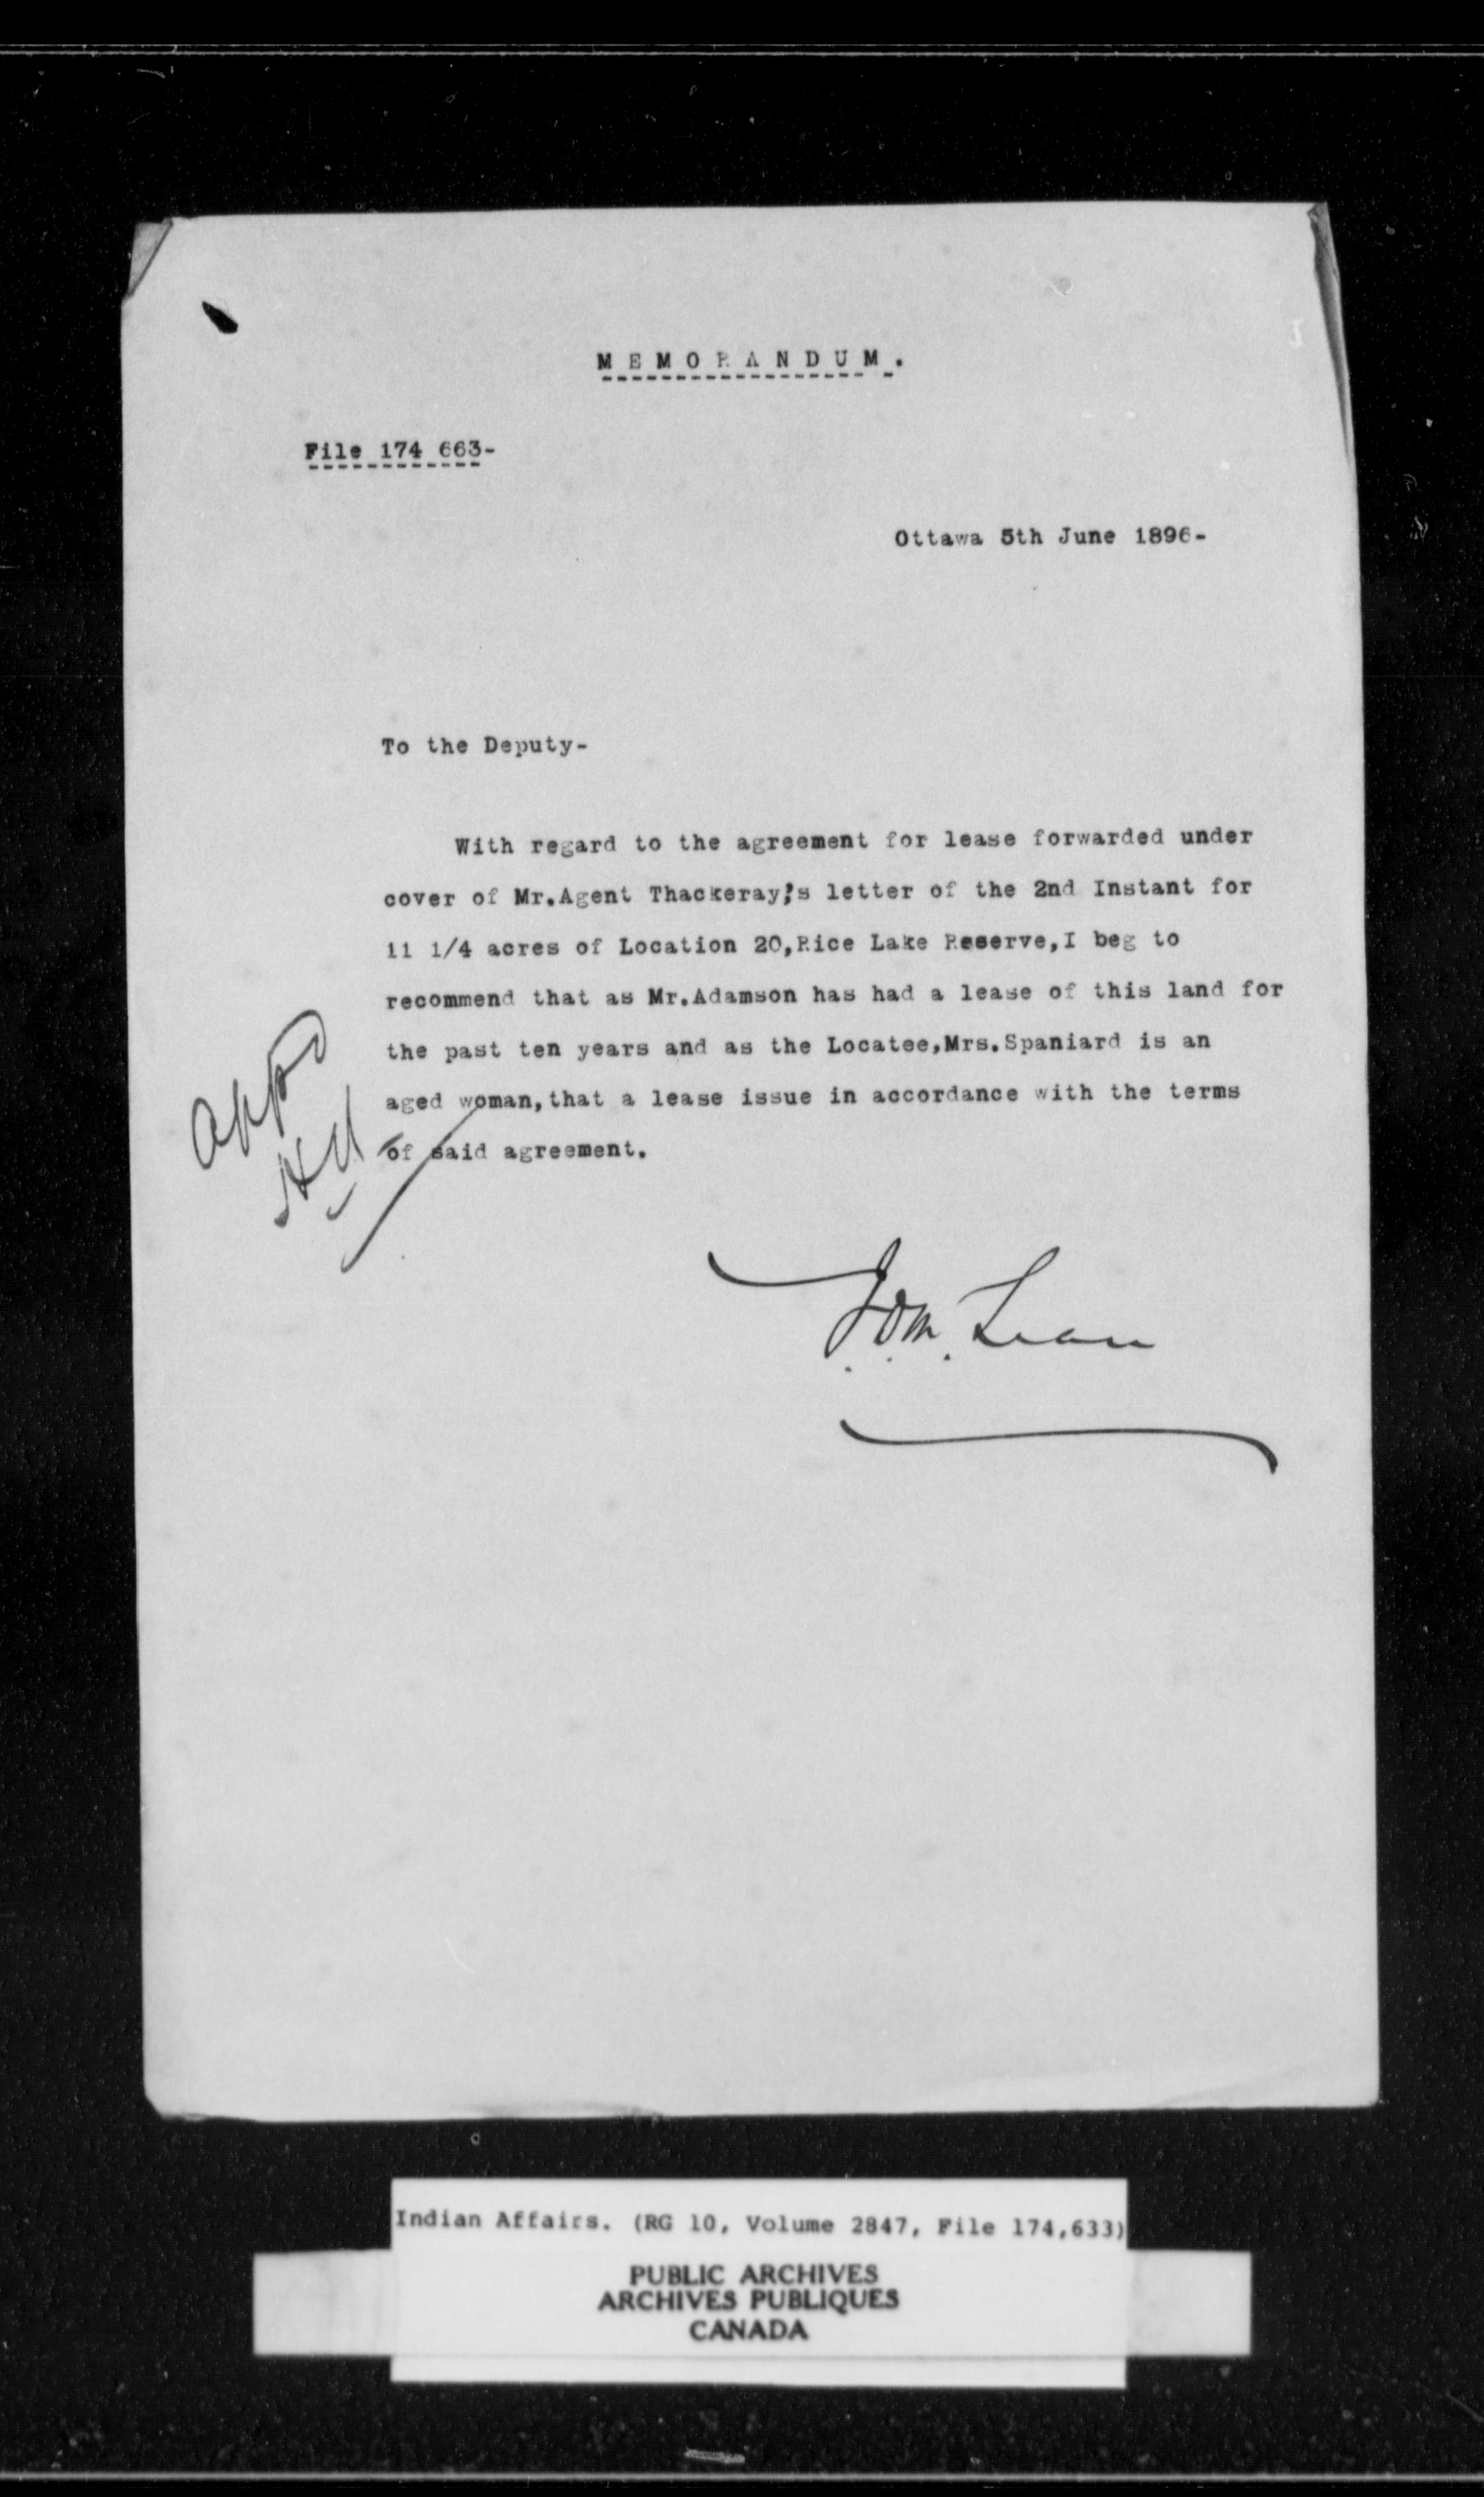 MEMORANDUM.
File 174 663-
Ottawa 5th June 1896-
To the Deputy-
With regard to the agreement for lease forwarded under
cover of Mr.Agent Thackeray;s letter of the 2nd Instant for
11 1/4 acres of Location 20,Rice Lake Reserve,I beg to
recommend that as Mr.Adamson has had a lease of this land for
the past ten years and as the Locatee,Mrs.Spaniard is an
aged woman,that a lease issue in accordance with the terms
of said agreement.
Appd
J.D.M. Lean
Indian Affairs. (RG 10, Volume 2847, File 174,633)
PUBLIC ARCHIVES
ARCHIVES PUBLIQUES
CANADA